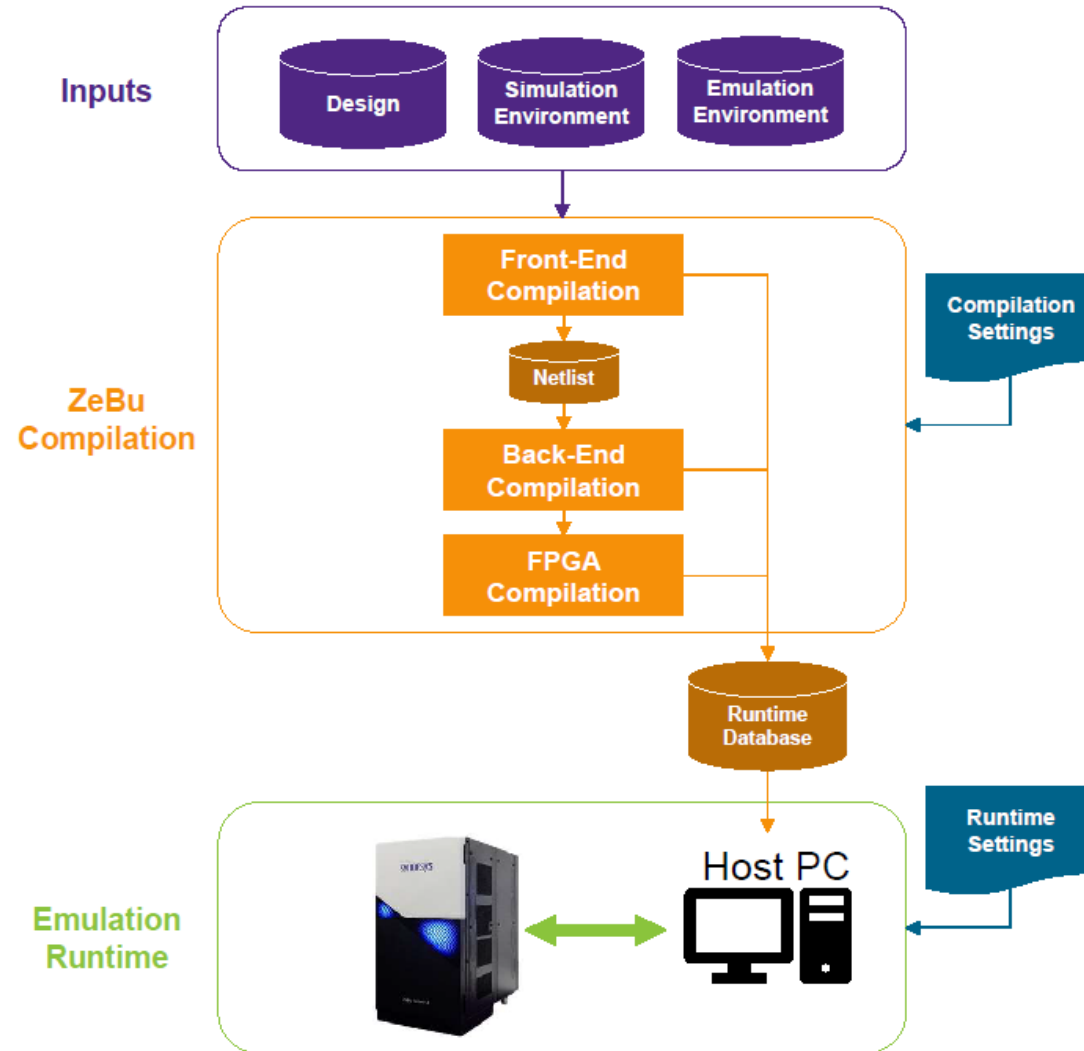 Inputs
Design
Simulation
Environment
Emulation
Environment
Front-End
Compilation
Compilation
Settings
Netlist
ZeBu
Compilation
Back-End
Compilation
FPGA
Compilation
Runtime
Database
Runtime
Settings
Host PC
SYNOPSYS
Emulation
Runtime